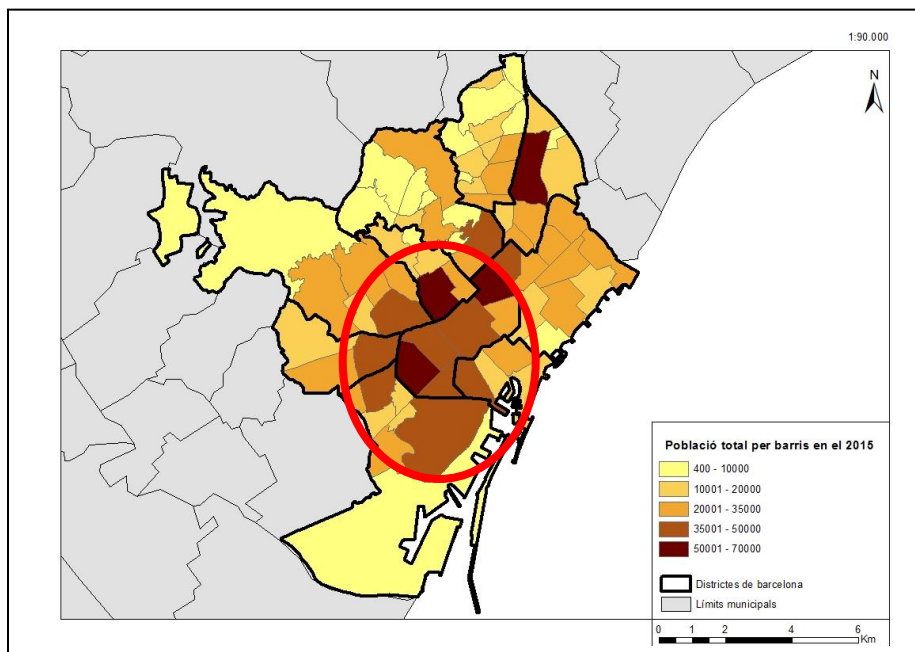 1:90.000
N
Població total per barris en el 2015
400 - 10000
10001 - 20000
20001 - 35000
35001 - 50000
50001 - 70000
Districtes de barcelona
Límits municipals
0 1 2 4 6
Km